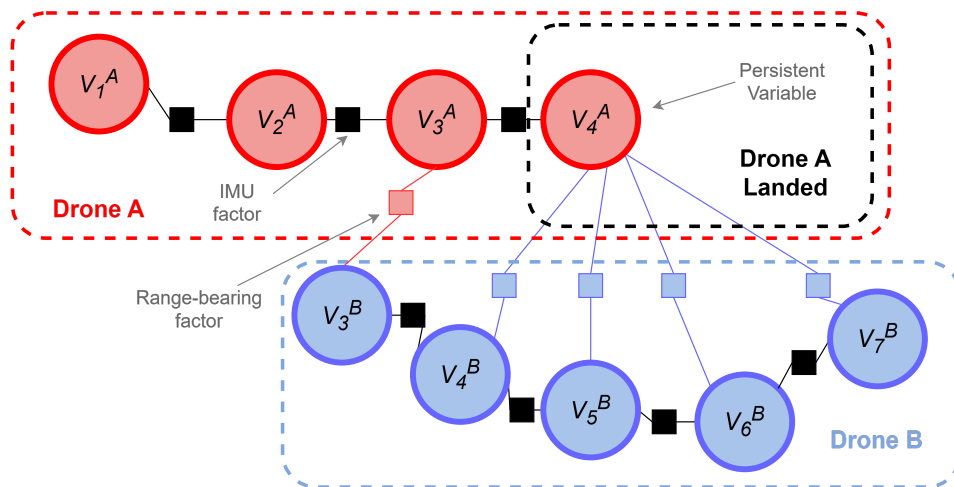 V₁ᴬ
V₂ᴬ
V₃ᴬ
V₄ᴬ
Persistent
Variable
Drone A
Landed
IMU
factor
Drone A
Range-bearing
factor
V₃ᴮ
V₄ᴮ
V₅ᴮ
V₆ᴮ
V₇ᴮ
Drone B